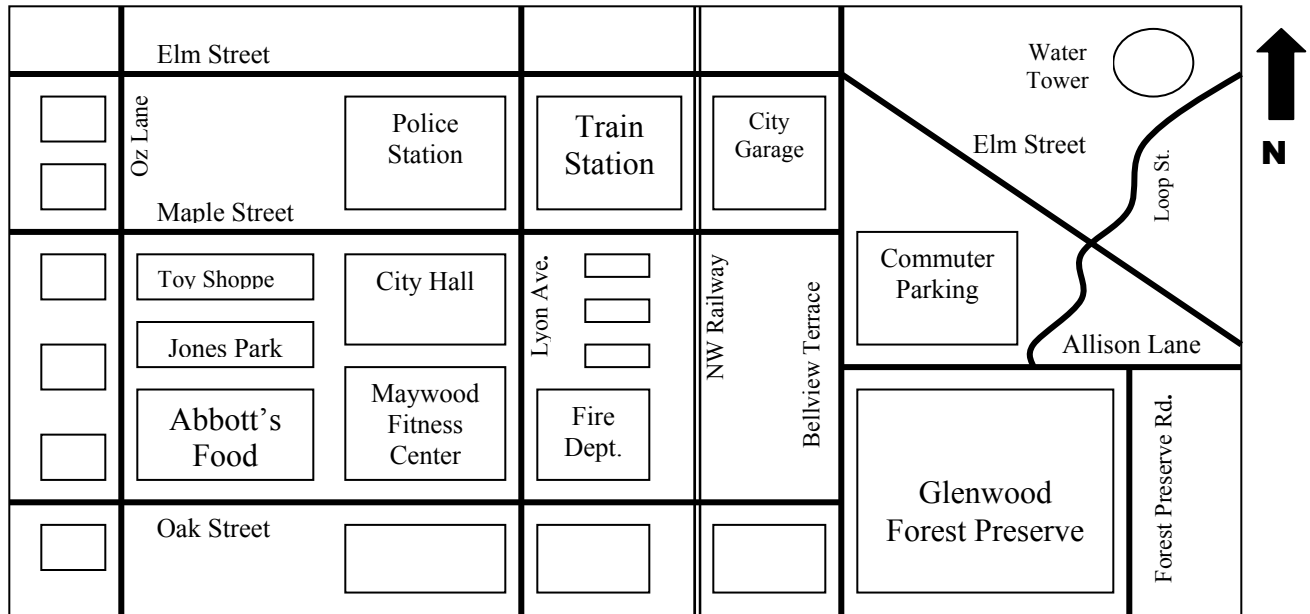 Elm Street
Water
Tower
Oz Lane
Police
Station
Train
Station
City
Garage
Elm Street
Loop St.
N
Maple Street
Toy Shoppe
City Hall
Lyon Ave.
NW Railway
Bellview Terrace
Commuter
Parking
Jones Park
Allison Lane
Abbott’s
Food
Maywood
Fitness
Center
Fire
Dept.
Glenwood
Forest Preserve
Forest Preserve Rd.
Oak Street